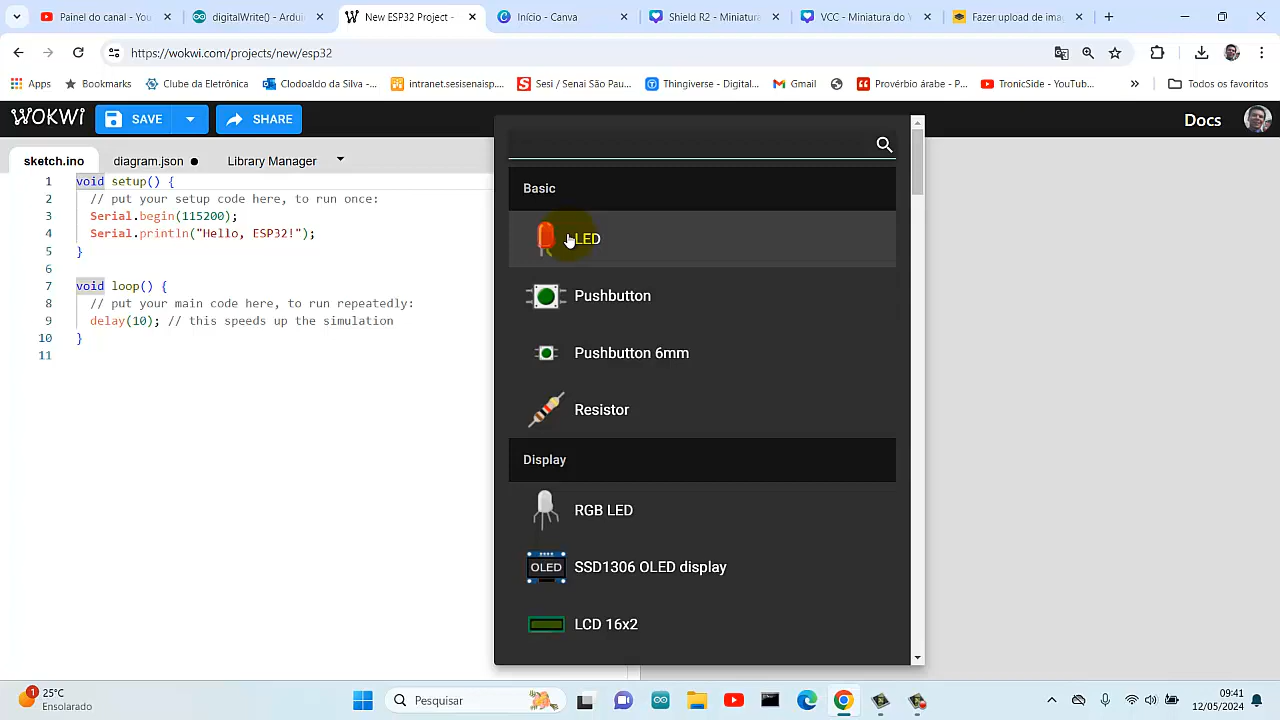 Painel do canal - You
digitalWrite() - Ardui
New ESP32 Project -
Início - Canva
Shield R2 - Miniatu
VCC - Miniatura do V
Fazer upload de ma
https://wokwi.com/projects/new/esp32
Apps
Bookmarks
Clube da Eletrônica
Clodoaldo da Silva -...
intranet.sesisenaisp....
Sesi / Senai São Pau...
Thingiverse - Digital...
Gmail
Provérbio árabe - P...
TronicSide - YouTub...
Todos os favoritos
WOKWI
SAVE
SHARE
Docs
sketch.ino
diagram.json
Library Manager
1 void setup() {
2 // put your setup code here, to run once:
3 Serial.begin(115200);
4 Serial.println("Hello, ESP32!");
5 }
6
7 void loop() {
8 // put your main code here, to run repeatedly:
9 delay(10); // this speeds up the simulation
10 }
11
Basic
LED
Pushbutton
Pushbutton 6mm
Resistor
Display
RGB LED
OLED
SSD1306 OLED display
LCD 16x2
1
25°C
Ensolarado
Pesquisar
09:41
12/05/2024